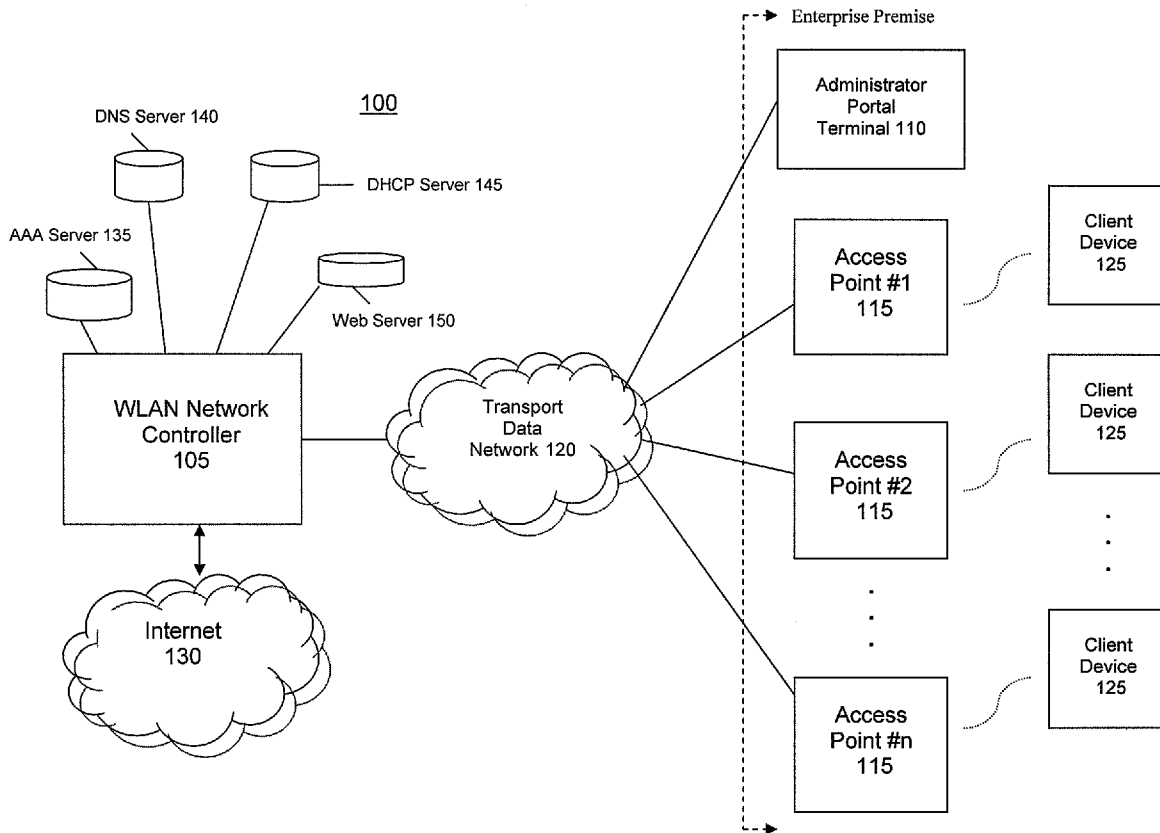 Enterprise Premise
100
Administrator
Portal
Terminal 110
DNS Server 140
DHCP Server 145
AAA Server 135
Web Server 150
WLAN Network
Controller
105
Transport
Data
Network 120
Internet
130
Access
Point #1
115
Client
Device
125
Access
Point #2
115
Client
Device
125
Access
Point #n
115
Client
Device
125